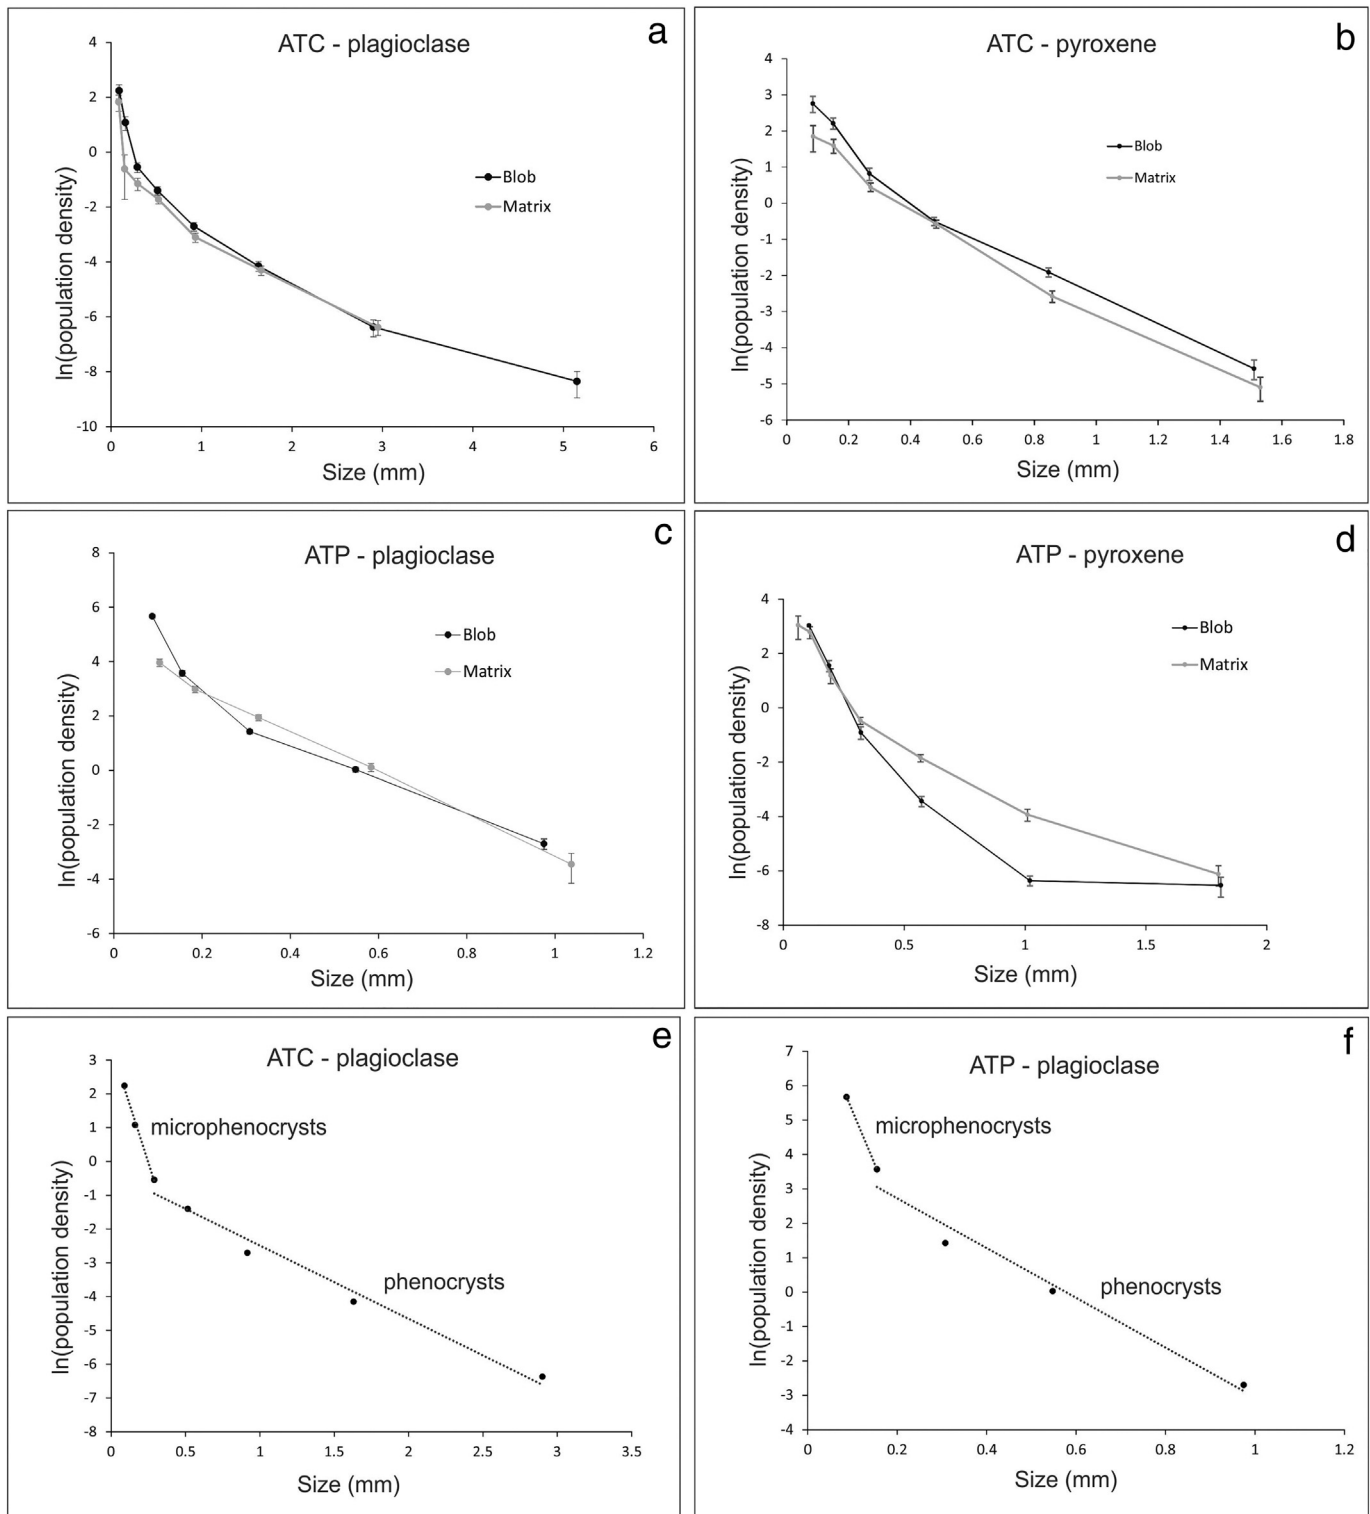 a
ATC - plagioclase
4
2
0
-2
-4
-6
-8
-10
ln(population density)
Blob
Matrix
0 1 2 3 4 5 6
Size (mm)
b
ATC - pyroxene
4
3
2
1
0
-1
-2
-3
-4
-5
-6
ln(population density)
Blob
Matrix
0 0.2 0.4 0.6 0.8 1 1.2 1.4 1.6 1.8
Size (mm)
c
ATP - plagioclase
8
6
4
2
0
-2
-4
-6
ln(population density)
Blob
Matrix
0 0.2 0.4 0.6 0.8 1 1.2
Size (mm)
d
ATP - pyroxene
4
2
0
-2
-4
-6
-8
ln(population density)
Blob
Matrix
0 0.5 1 1.5 2
Size (mm)
e
ATC - plagioclase
3
2
1
0
-1
-2
-3
-4
-5
-6
-7
-8
ln(population density)
microphenocrysts
phenocrysts
0 0.5 1 1.5 2 2.5 3 3.5
Size (mm)
f
ATP - plagioclase
7
6
5
4
3
2
1
0
-1
-2
-3
-4
ln(population density)
microphenocrysts
phenocrysts
0 0.2 0.4 0.6 0.8 1 1.2
Size (mm)